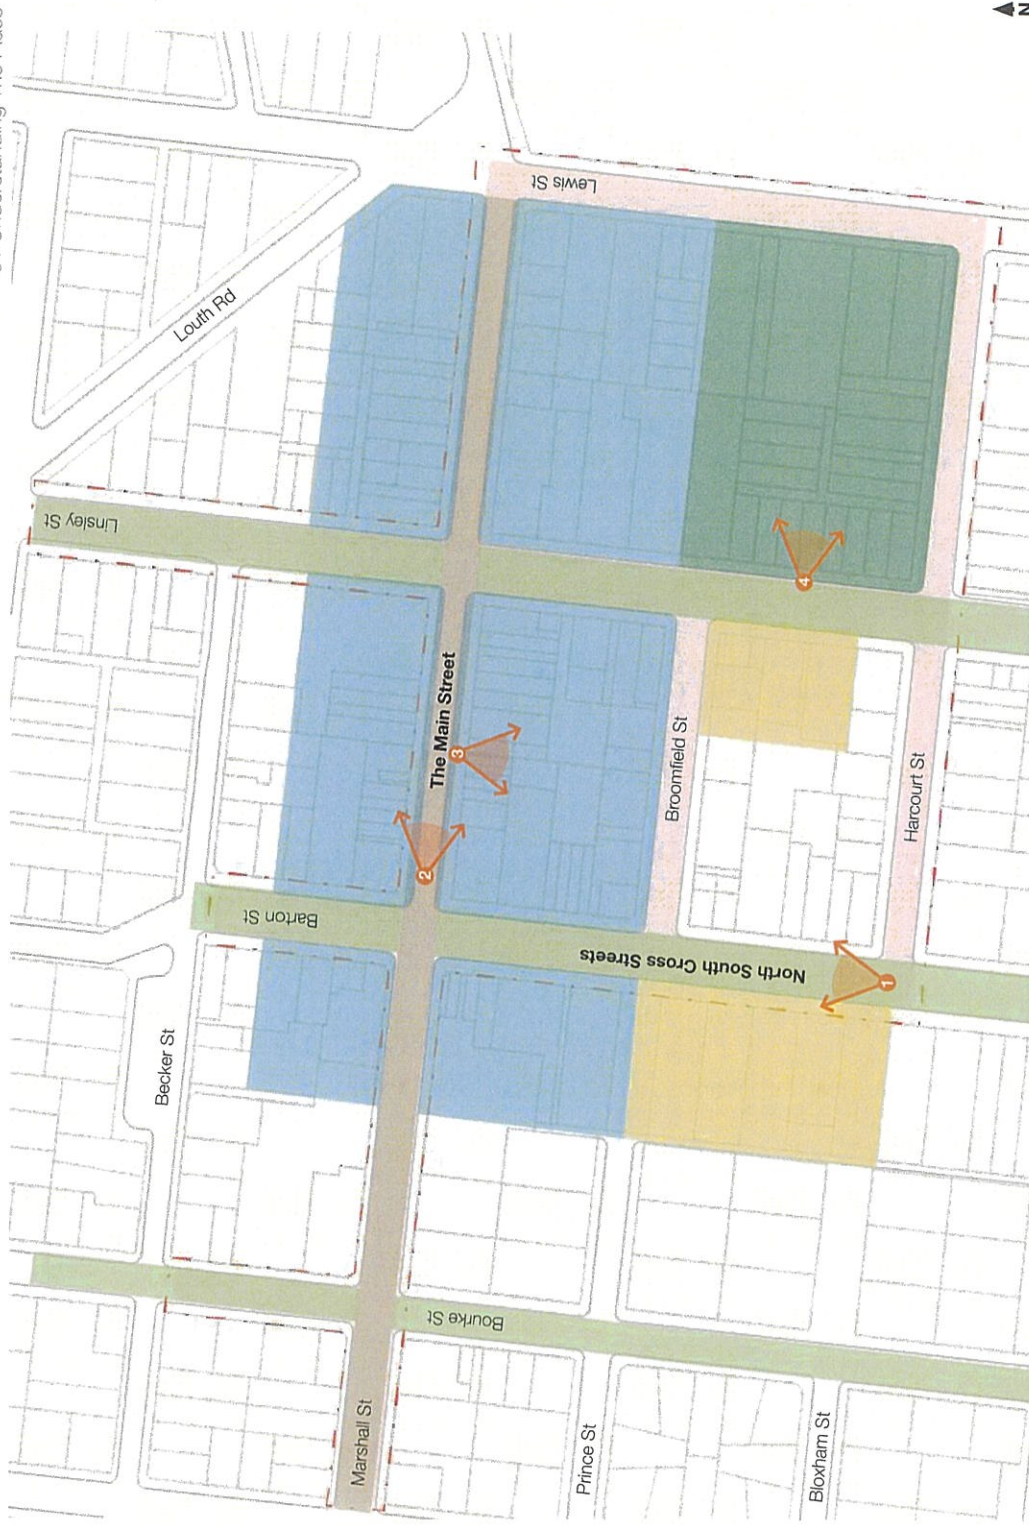 N
Lewis St
Louth Rd
Linsley St
The Main Street
Broomfield St
Harcourt St
Barton St
North South Cross Streets
Becker St
Bourke St
Marshall St
Prince St
Bloxham St
1
2
3
4